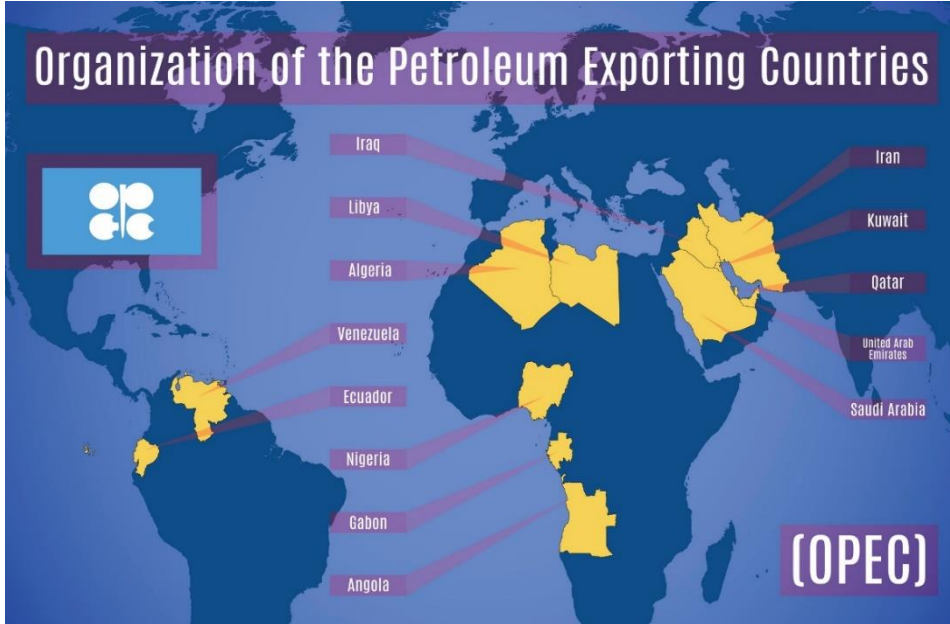 Organization of the Petroleum Exporting Countries
Iraq
Libya
Algeria
Venezuela
Ecuador
Nigeria
Gabon
Angola
Iran
Kuwait
Qatar
United Arab
Emirates
Saudi Arabia
(OPEC)